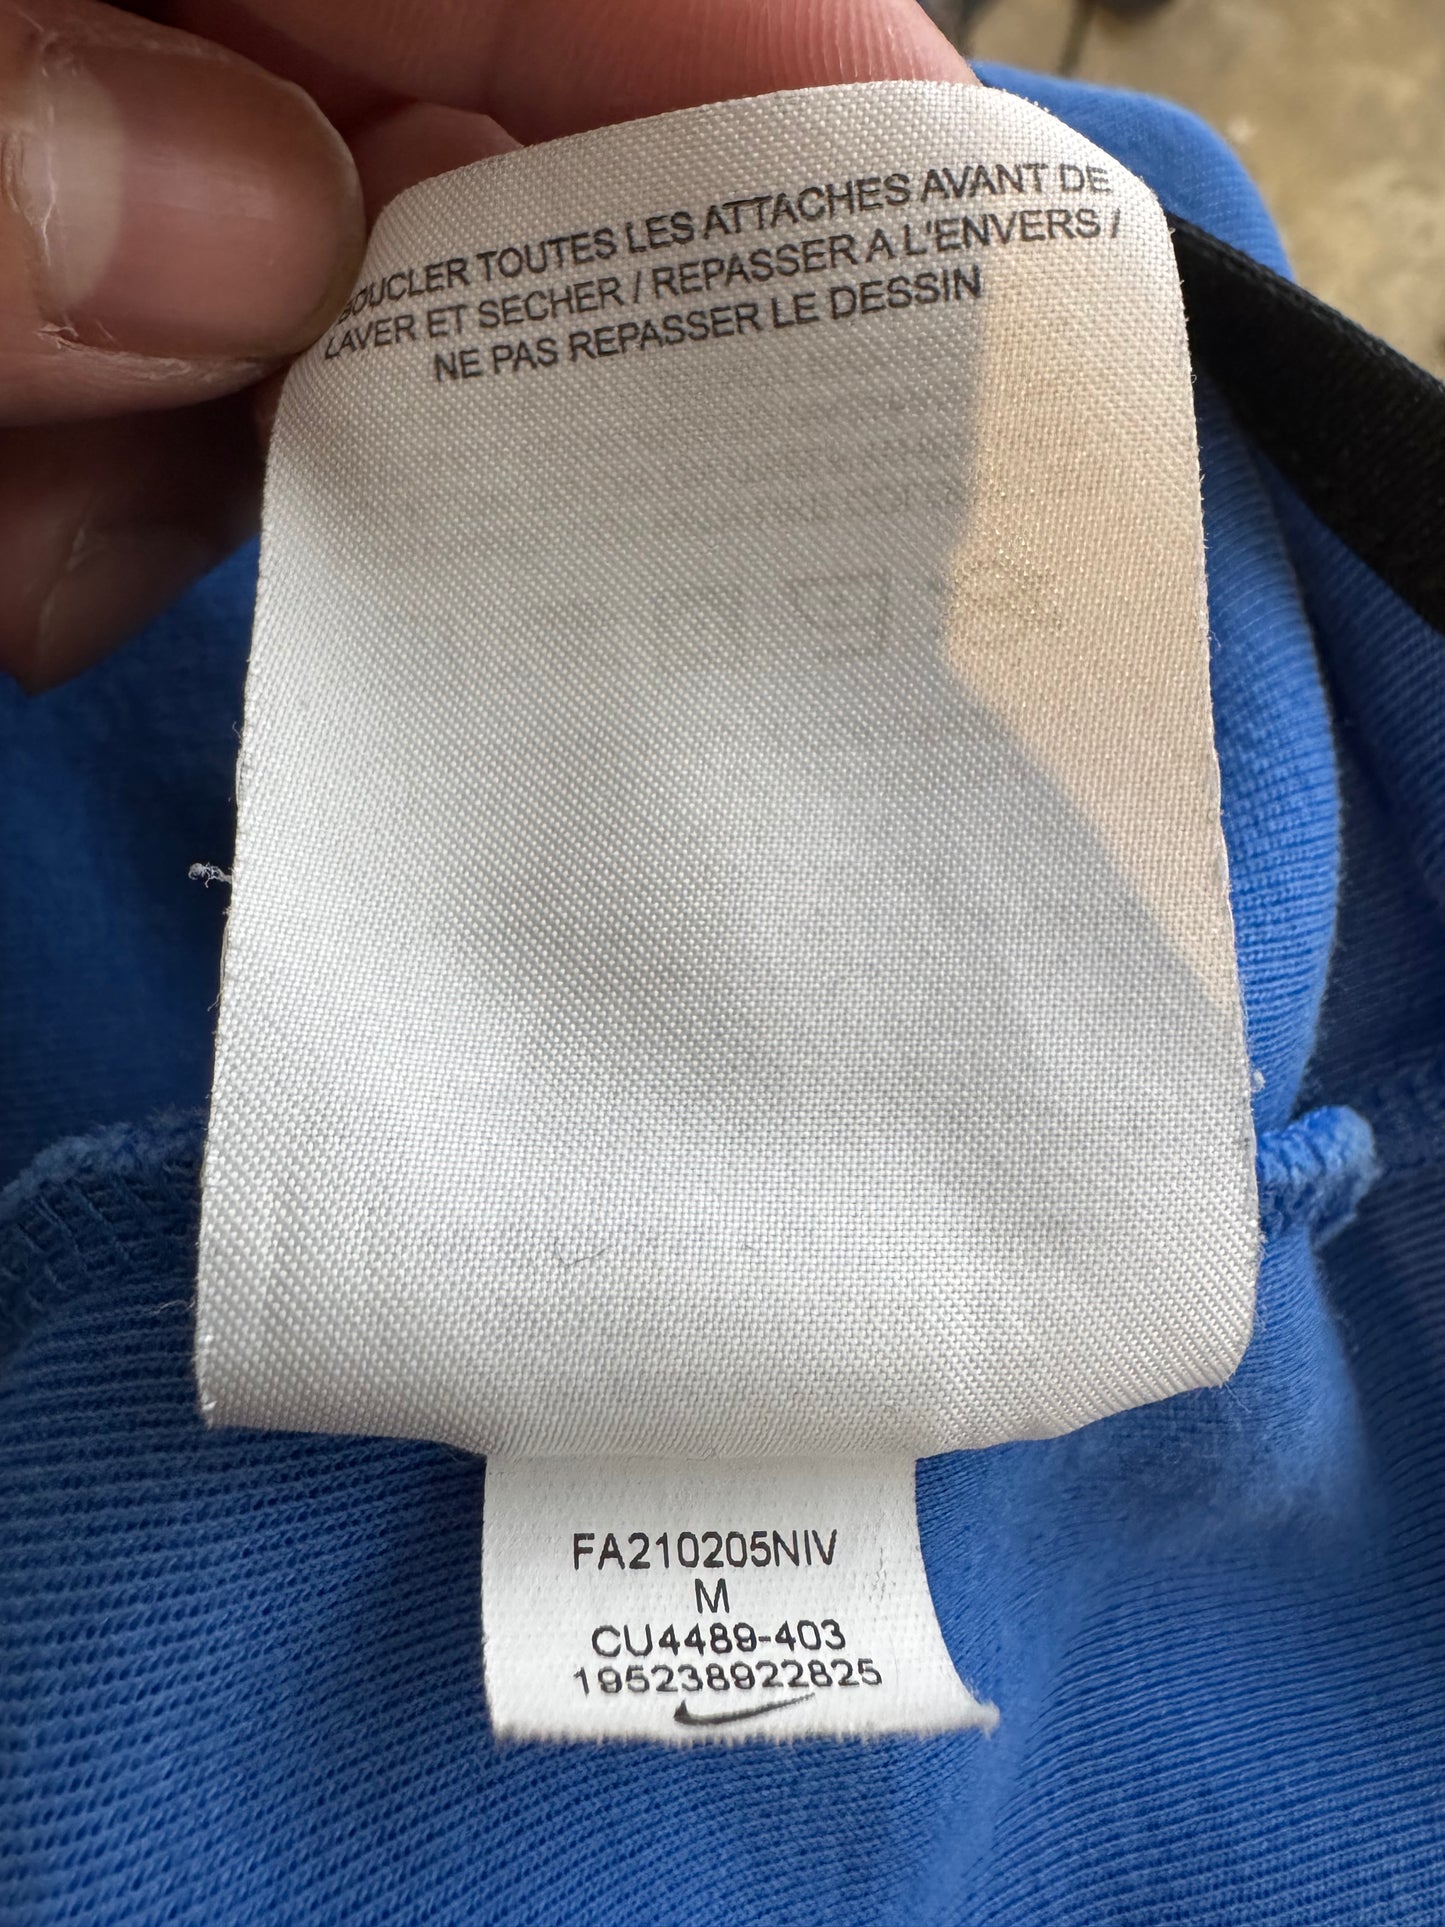 BOUCLER TOUTES LES ATTACHES AVANT DE
LAVER ET SECHER / REPASSER A L'ENVERS /
NE PAS REPASSER LE DESSIN
FA210205NIV
M
CU4489-403
195238922825